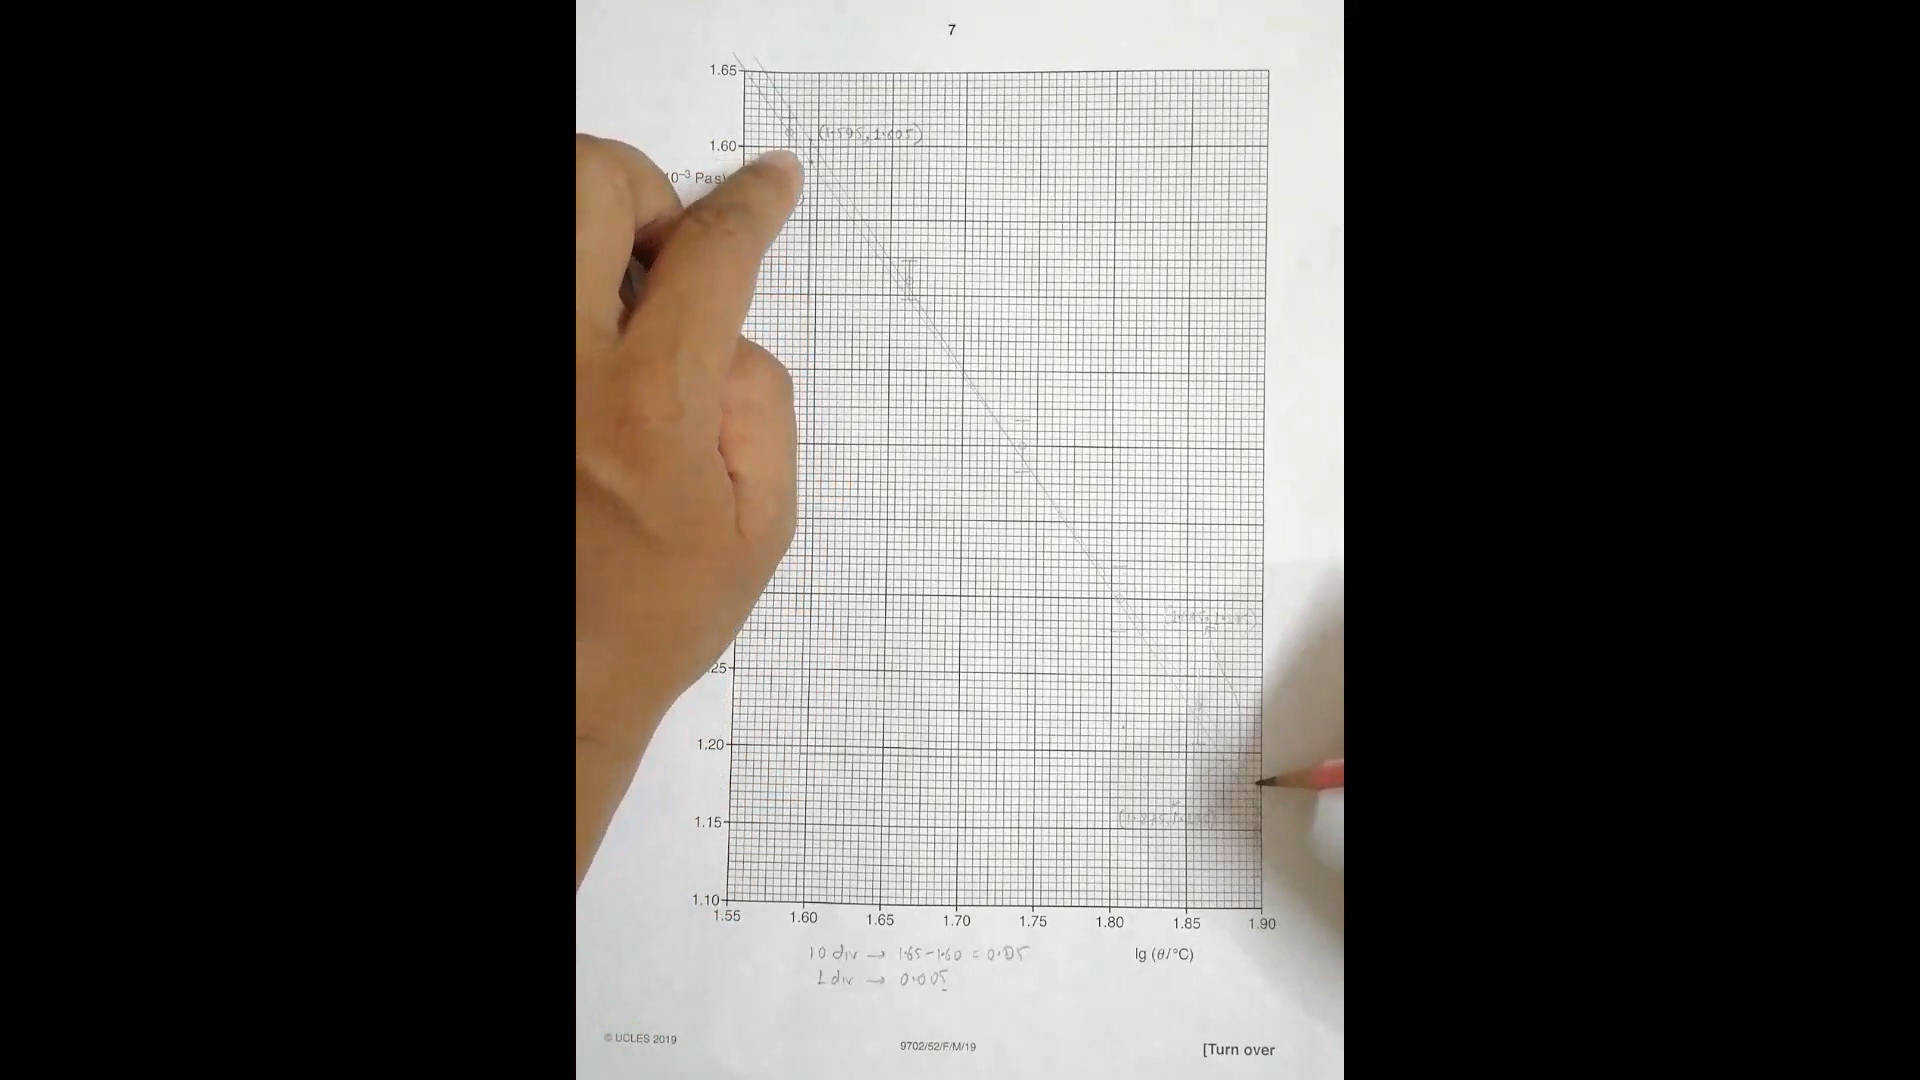 7
1.65
(1.595, 1.605)
1.60
10⁻³ Pas
.25
1.20
1.15
1.10
1.55 1.60 1.65 1.70 1.75 1.80 1.85 1.90
10 div → 1.65 - 1.60 = 0.05
lg (θ/°C)
1 div → 0.005
© UCLES 2019
9702/52/F/M/19
[Turn over